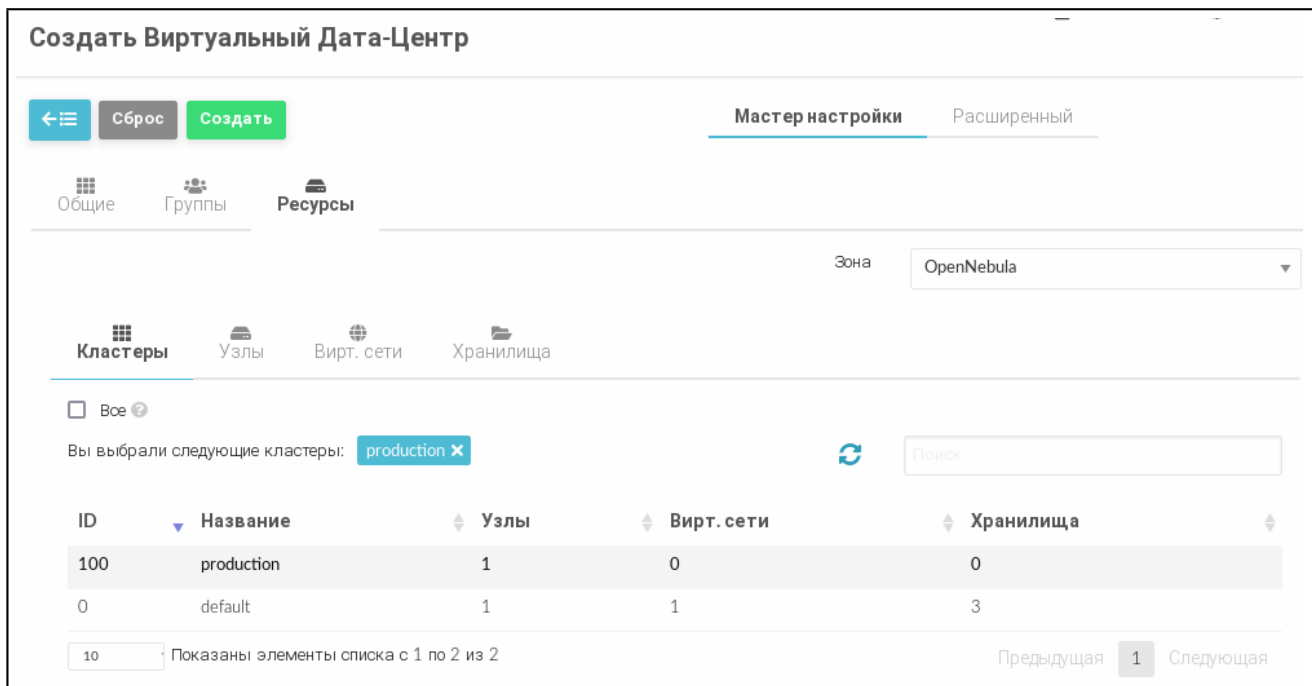 Создать Виртуальный Дата-Центр
Сброс Создать Мастер настройки Расширенный
Общие Группы Ресурсы
Зона OpenNebula
Кластеры Узлы Вирт. сети Хранилища
Все
Вы выбрали следующие кластеры: production Поиск
ID Название Узлы Вирт. сети Хранилища
100 production 1 0 0
0 default 1 1 3
10 Показаны элементы списка с 1 по 2 из 2 Предыдущая 1 Следующая